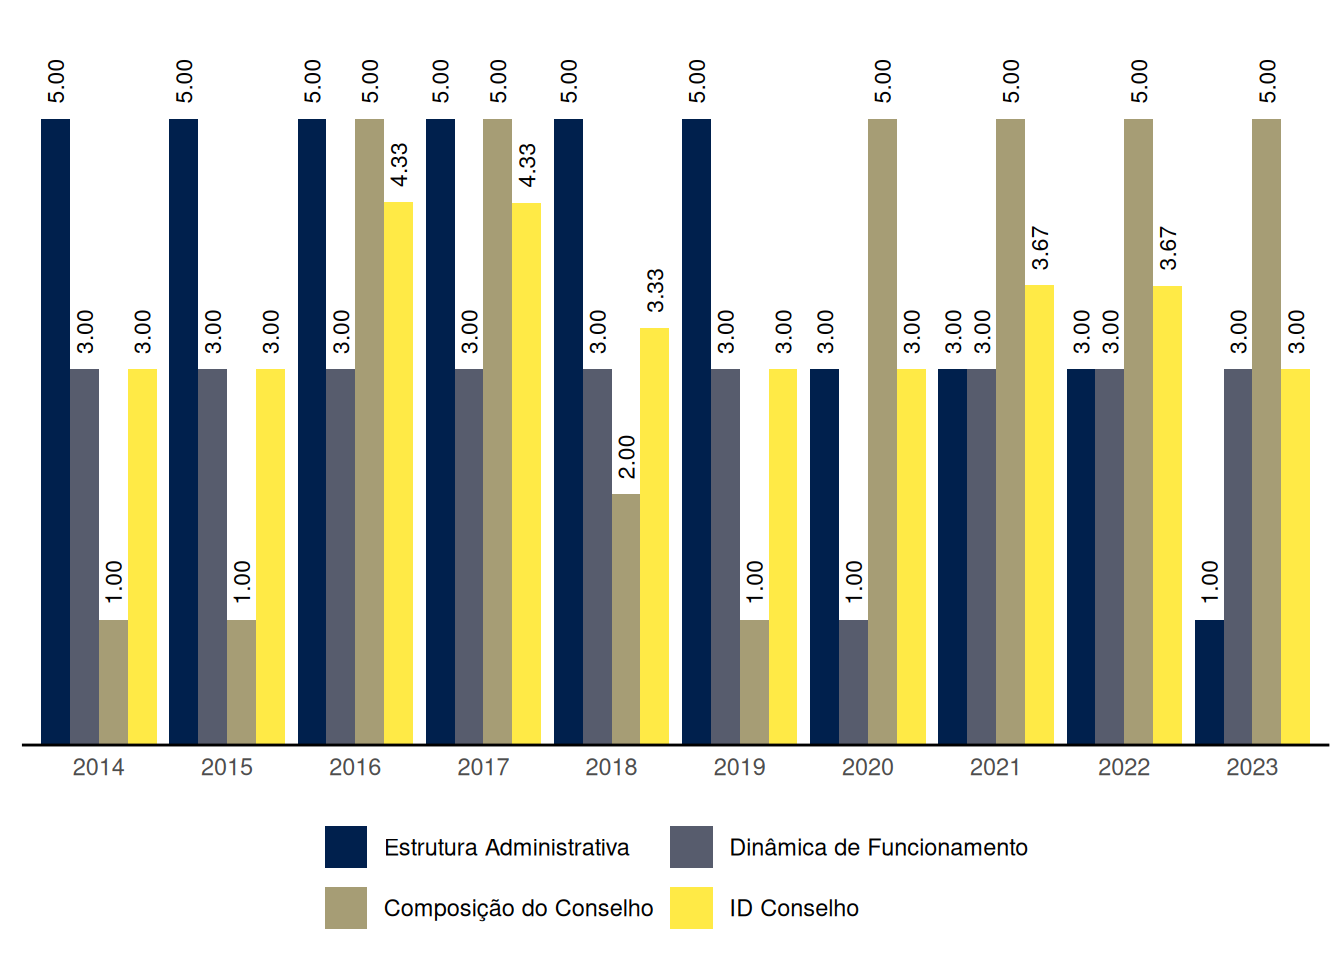 5.00 5.00 5.00 5.00 5.00 5.00 5.00 5.00 5.00 5.00 5.00 5.00
4.33 4.33
3.67 3.67
3.33
3.00 3.00 3.00 3.00 3.00 3.00 3.00 3.00 3.00 3.00 3.00 3.00 3.00 3.00 3.00 3.00 3.00 3.00
2.00
1.00 1.00 1.00 1.00 1.00
2014 2015 2016 2017 2018 2019 2020 2021 2022 2023
Estrutura Administrativa Dinâmica de Funcionamento
Composição do Conselho ID Conselho